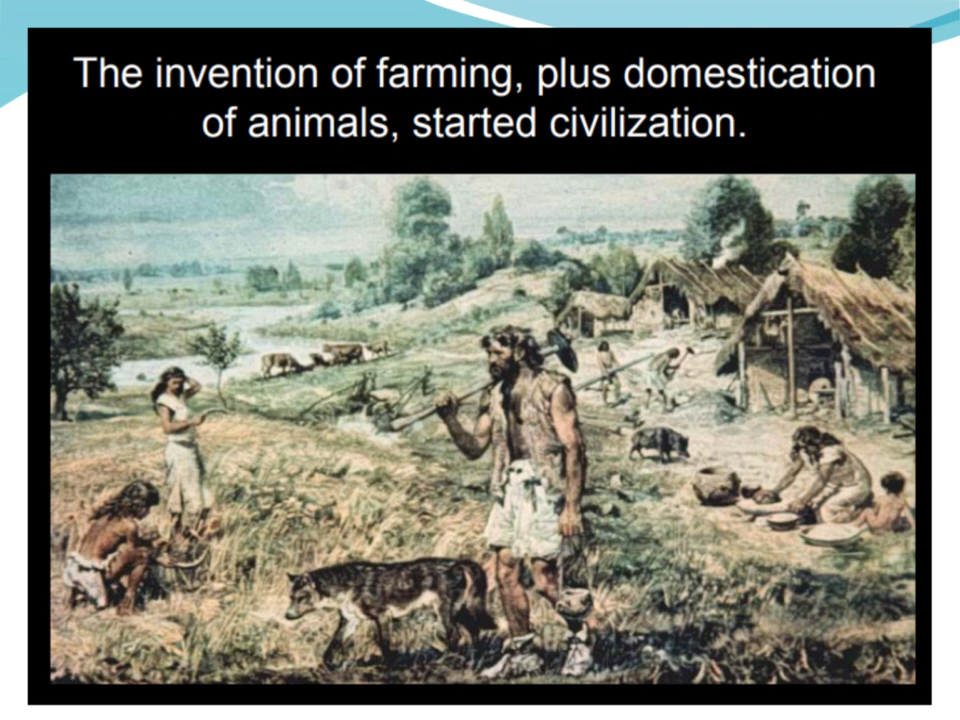 The invention of farming, plus domestication
of animals, started civilization.